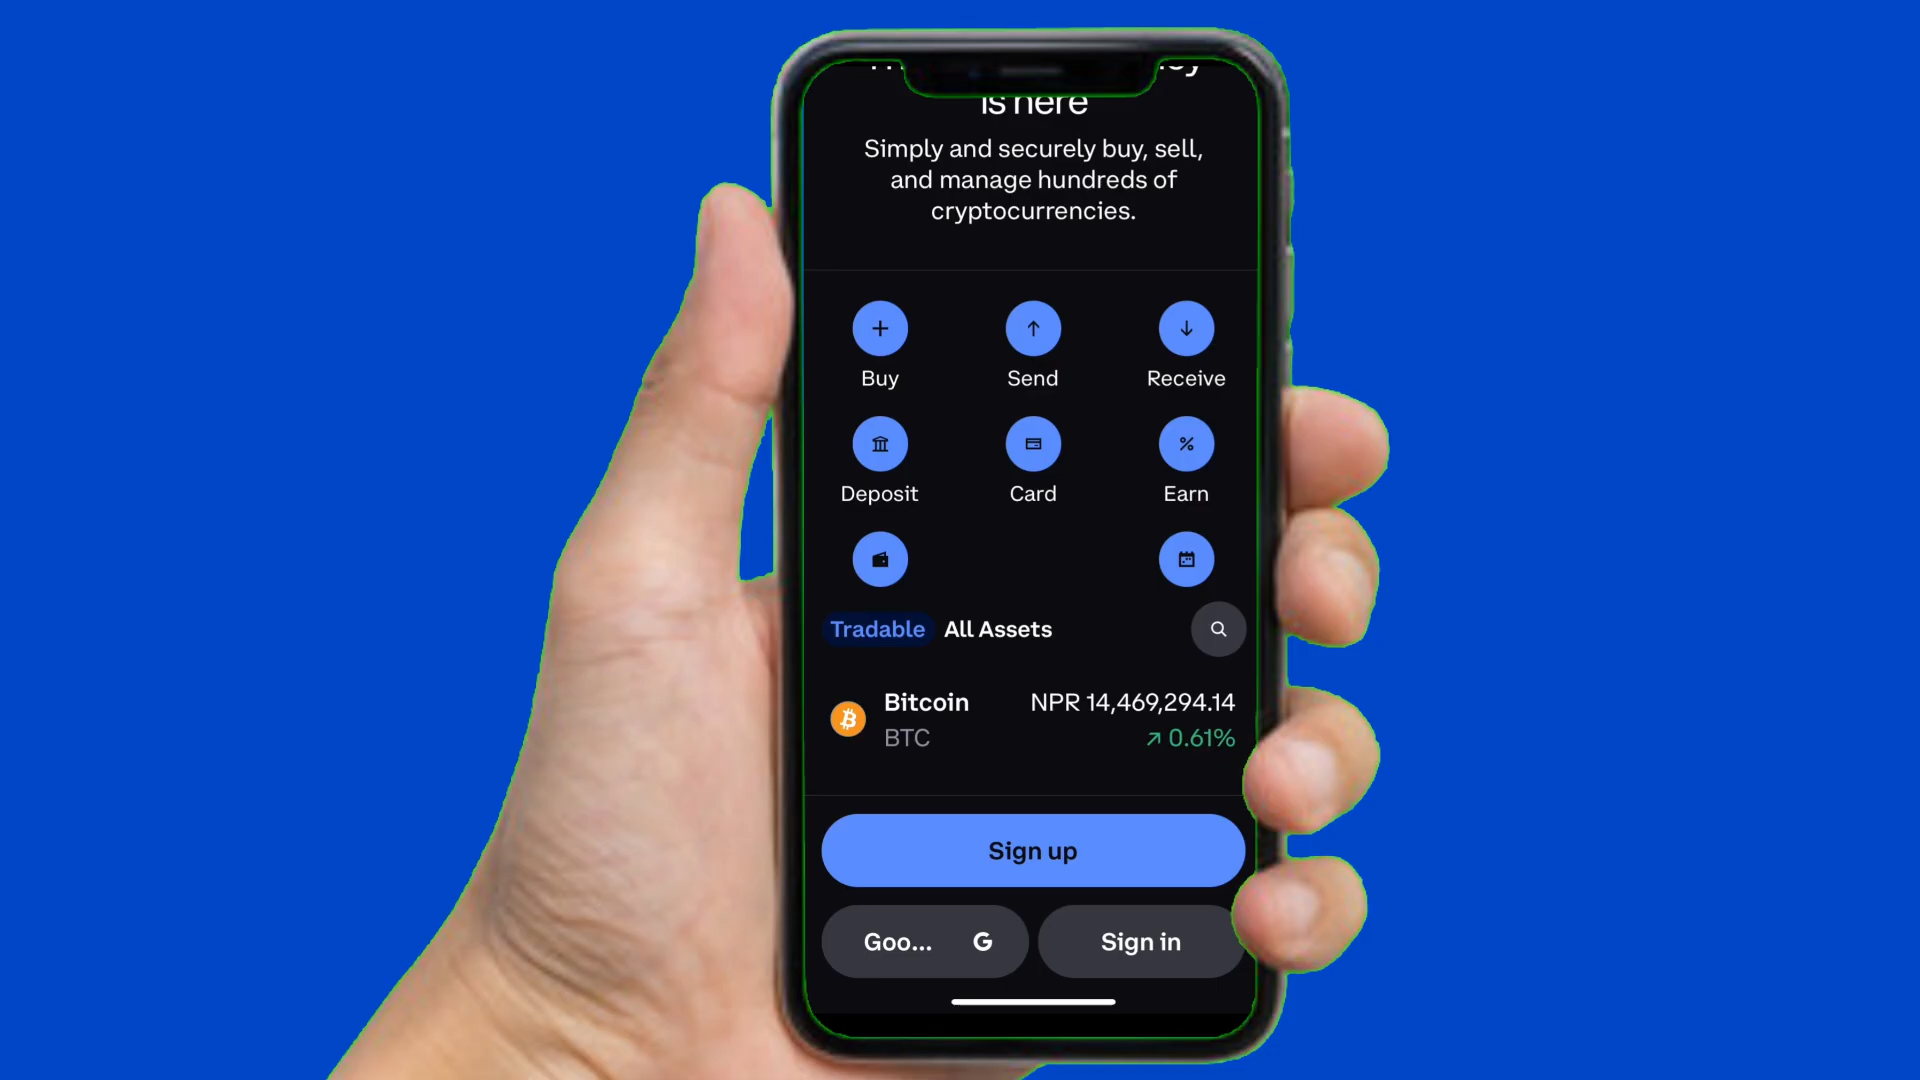 is here
Simply and securely buy, sell,
and manage hundreds of
cryptocurrencies.
Buy
Send
Receive
Deposit
Card
Earn
Tradable
All Assets
Bitcoin
NPR 14,469,294.14
BTC
↗ 0.61%
Sign up
Goo...
G
Sign in